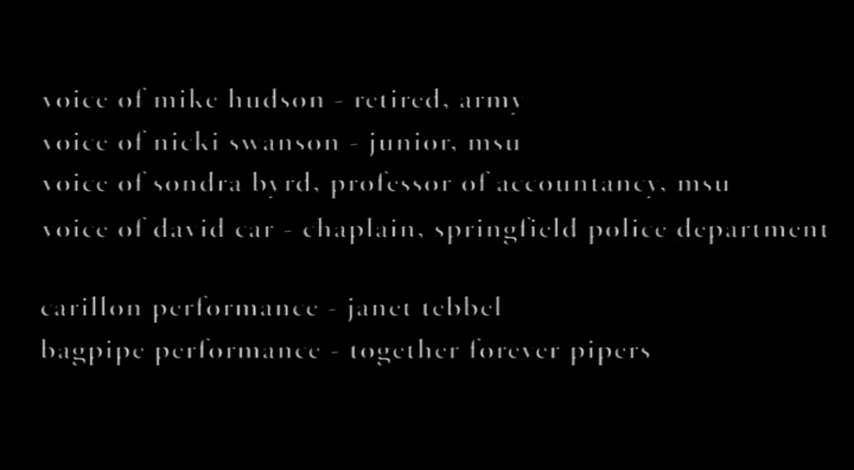 voice of mike hudson - retired, army
voice of nicki swanson - junior, msu
voice of sondra byrd, professor of accountancy, msu
voice of david car - chaplain, springfield police department
carillon performance - janet tebbel
bagpipe performance - together forever pipers